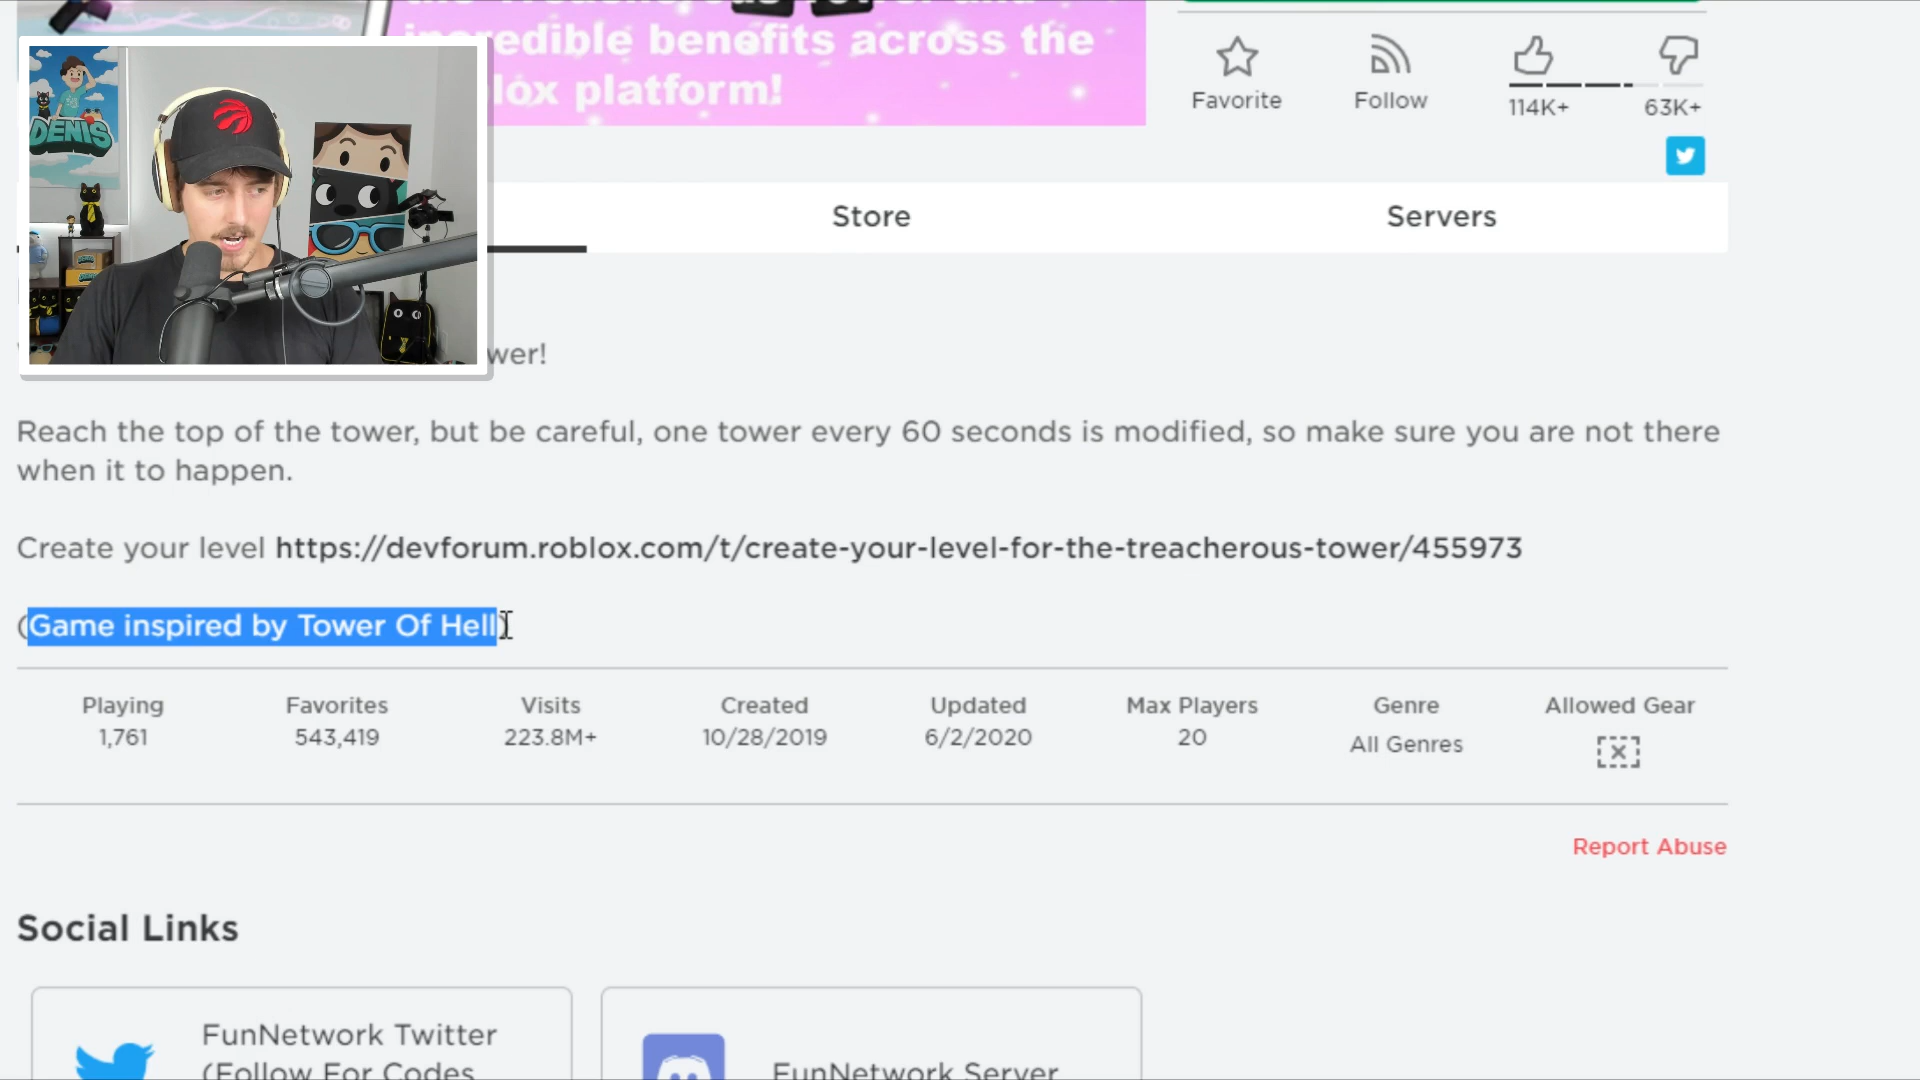 incredible benefits across the
lox platform!
Favorite
Follow
114K+
63K+
DENIS
Store
Servers
wer!
Reach the top of the tower, but be careful, one tower every 60 seconds is modified, so make sure you are not there
when it to happen.
Create your level https://devforum.roblox.com/t/create-your-level-for-the-treacherous-tower/455973
(Game inspired by Tower Of Hell)
Playing
Favorites
Visits
Created
Updated
Max Players
Genre
Allowed Gear
1,761
543,419
223.8M+
10/28/2019
6/2/2020
20
All Genres
Report Abuse
Social Links
FunNetwork Twitter
(Follow For Codes
FunNetwork Server